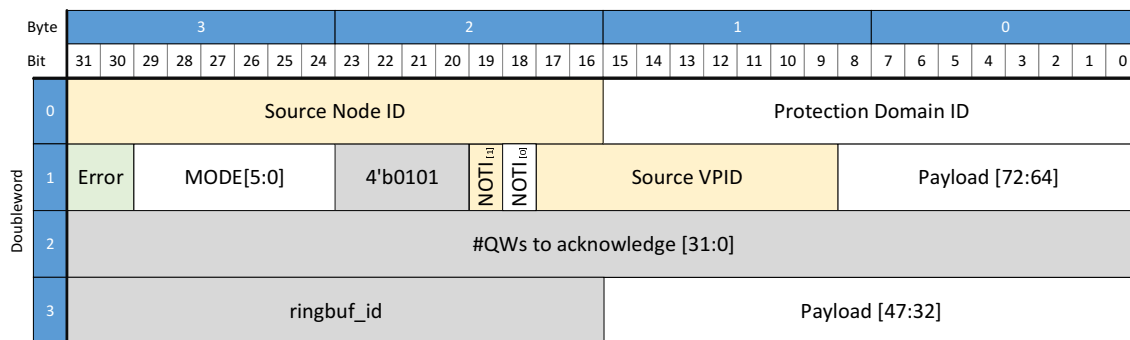 Byte 3 2 1 0
Bit 31 30 29 28 27 26 25 24 23 22 21 20 19 18 17 16 15 14 13 12 11 10 9 8 7 6 5 4 3 2 1 0
Doubleword
0 Source Node ID Protection Domain ID
1 Error MODE[5:0] 4'b0101 NOTI[1] NOTI[0] Source VPID Payload [72:64]
2 #QWs to acknowledge [31:0]
3 ringbuf_id Payload [47:32]